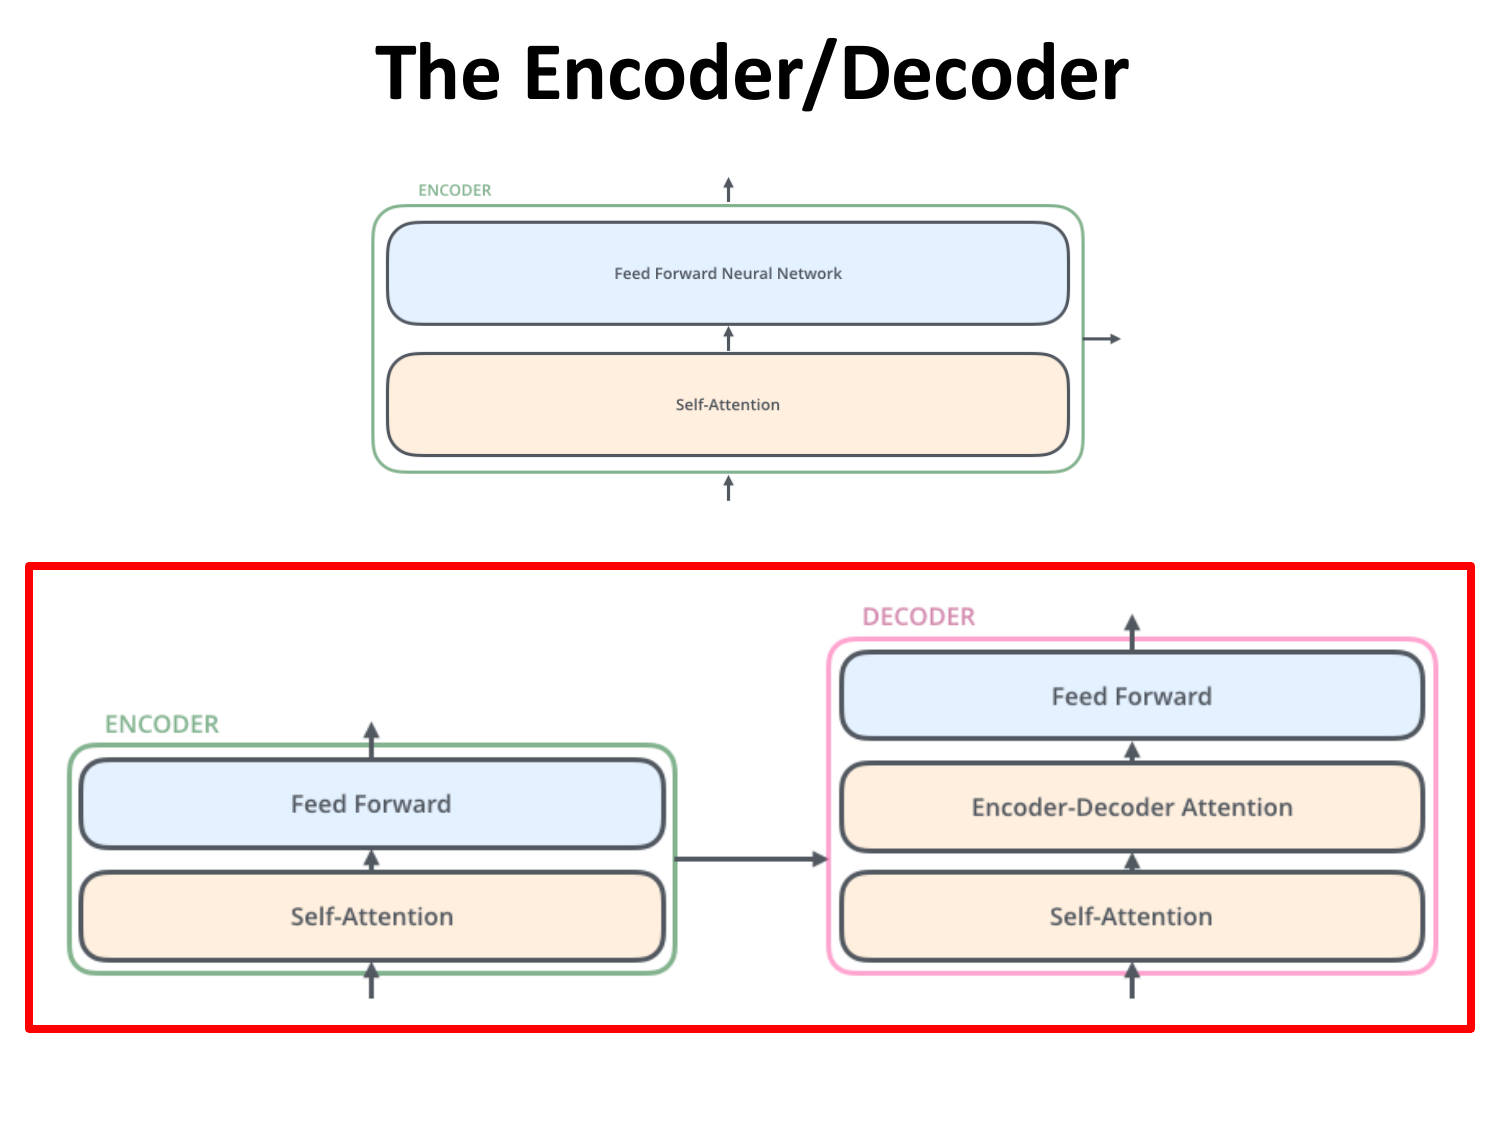 The Encoder/Decoder
ENCODER
Feed Forward Neural Network
Self-Attention
ENCODER
Feed Forward
Self-Attention
DECODER
Feed Forward
Encoder-Decoder Attention
Self-Attention